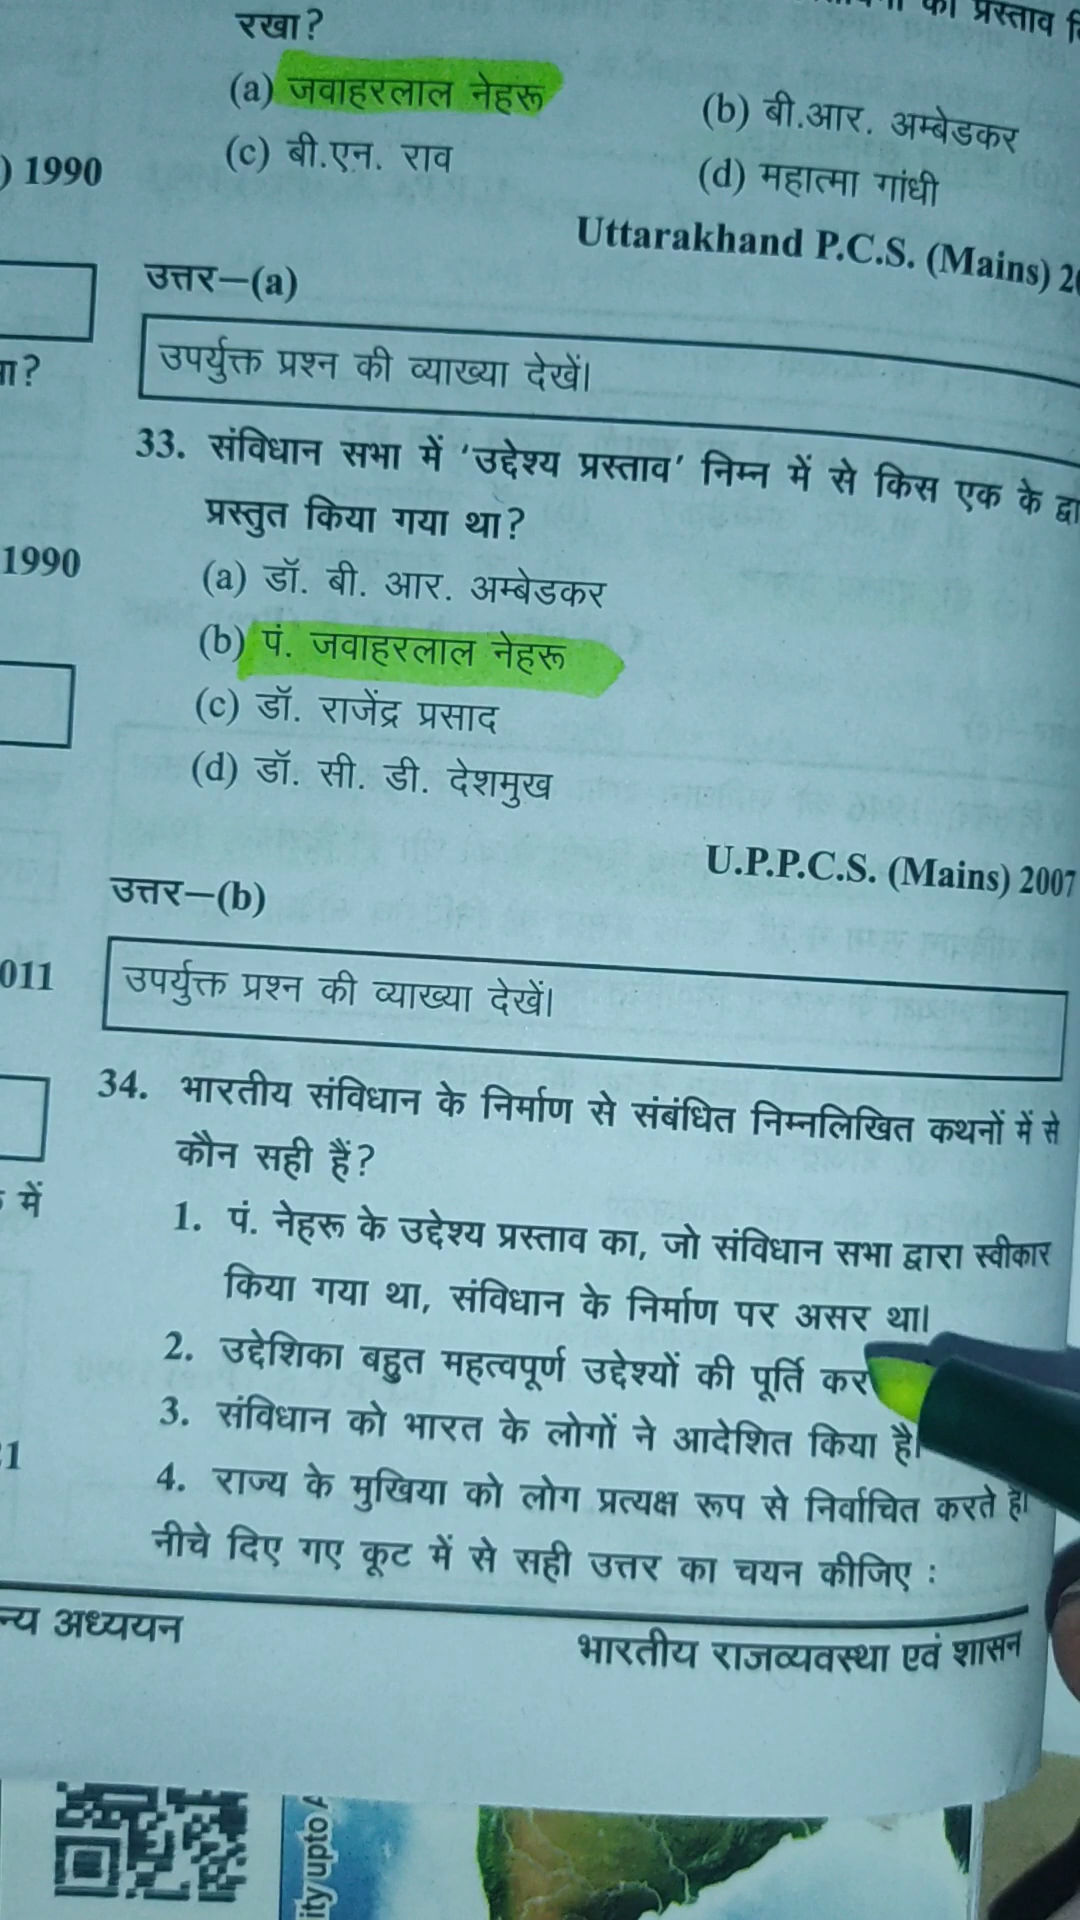 का प्रस्ताव
रखा?
(a) जवाहरलाल नेहरू
(b) बी.आर. अम्बेडकर
(c) बी.एन. राव
(d) महात्मा गांधी
Uttarakhand P.C.S. (Mains)
उत्तर–(a)
उपर्युक्त प्रश्न की व्याख्या देखें।
33. संविधान सभा में 'उद्देश्य प्रस्ताव' निम्न में से किस एक के
प्रस्तुत किया गया था?
(a) डॉ. बी. आर. अम्बेडकर
(b) पं. जवाहरलाल नेहरू
(c) डॉ. राजेंद्र प्रसाद
(d) डॉ. सी. डी. देशमुख
U.P.P.C.S. (Mains) 2007
उत्तर–(b)
उपर्युक्त प्रश्न की व्याख्या देखें।
34. भारतीय संविधान के निर्माण से संबंधित निम्नलिखित कथनों में से
कौन सही हैं?
1. पं. नेहरू के उद्देश्य प्रस्ताव का, जो संविधान सभा द्वारा स्वीकार
किया गया था, संविधान के निर्माण पर असर था।
2. उद्देशिका बहुत महत्वपूर्ण उद्देश्यों की पूर्ति कर
3. संविधान को भारत के लोगों ने आदेशित किया है।
4. राज्य के मुखिया को लोग प्रत्यक्ष रूप से निर्वाचित करते हैं।
नीचे दिए गए कूट में से सही उत्तर का चयन कीजिए :
भारतीय राजव्यवस्था एवं शासन
) 1990
1990
011
में
अध्ययन
upto